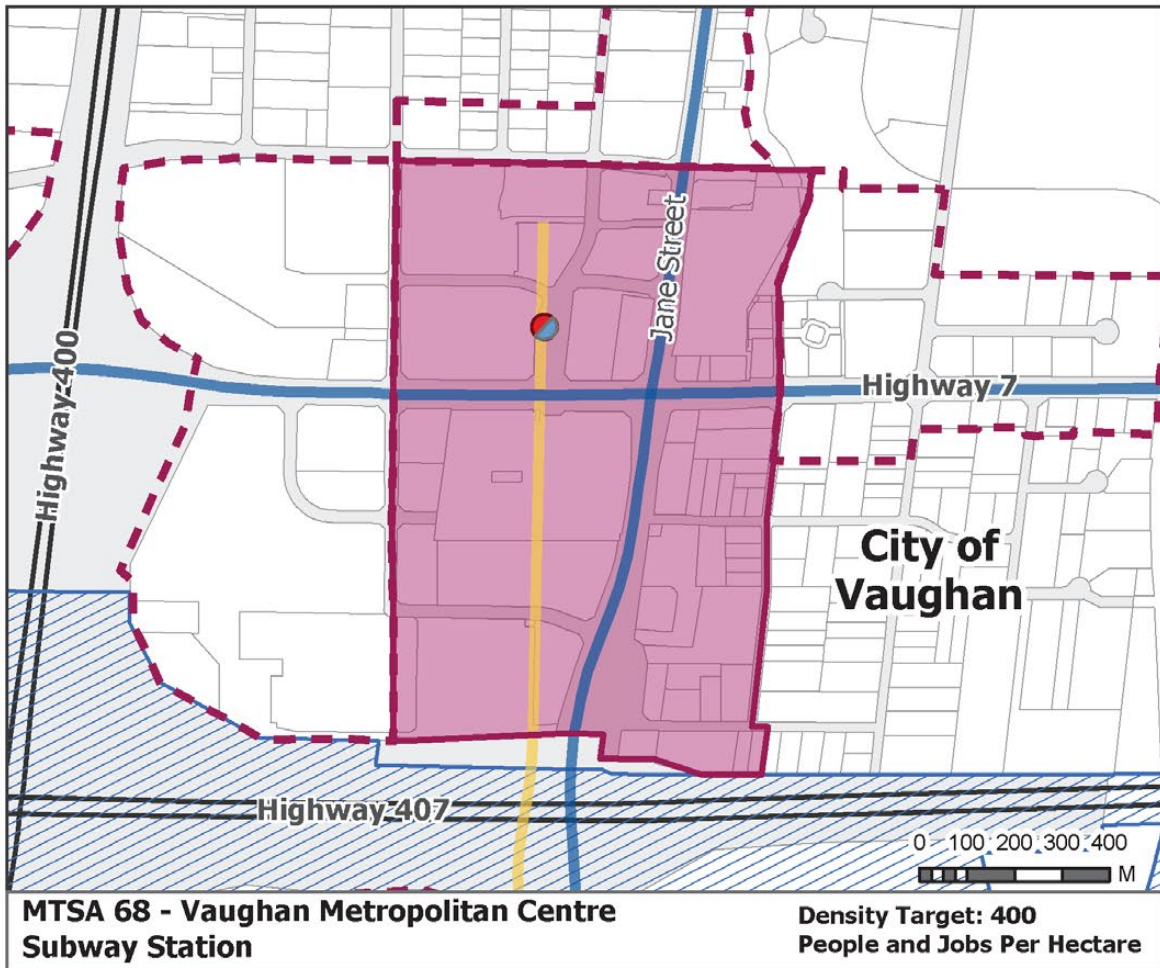 Jane Street
Highway 400
Highway 7
City of
Vaughan
Highway 407
0 100 200 300 400
M
MTSA 68 - Vaughan Metropolitan Centre
Subway Station
Density Target: 400
People and Jobs Per Hectare